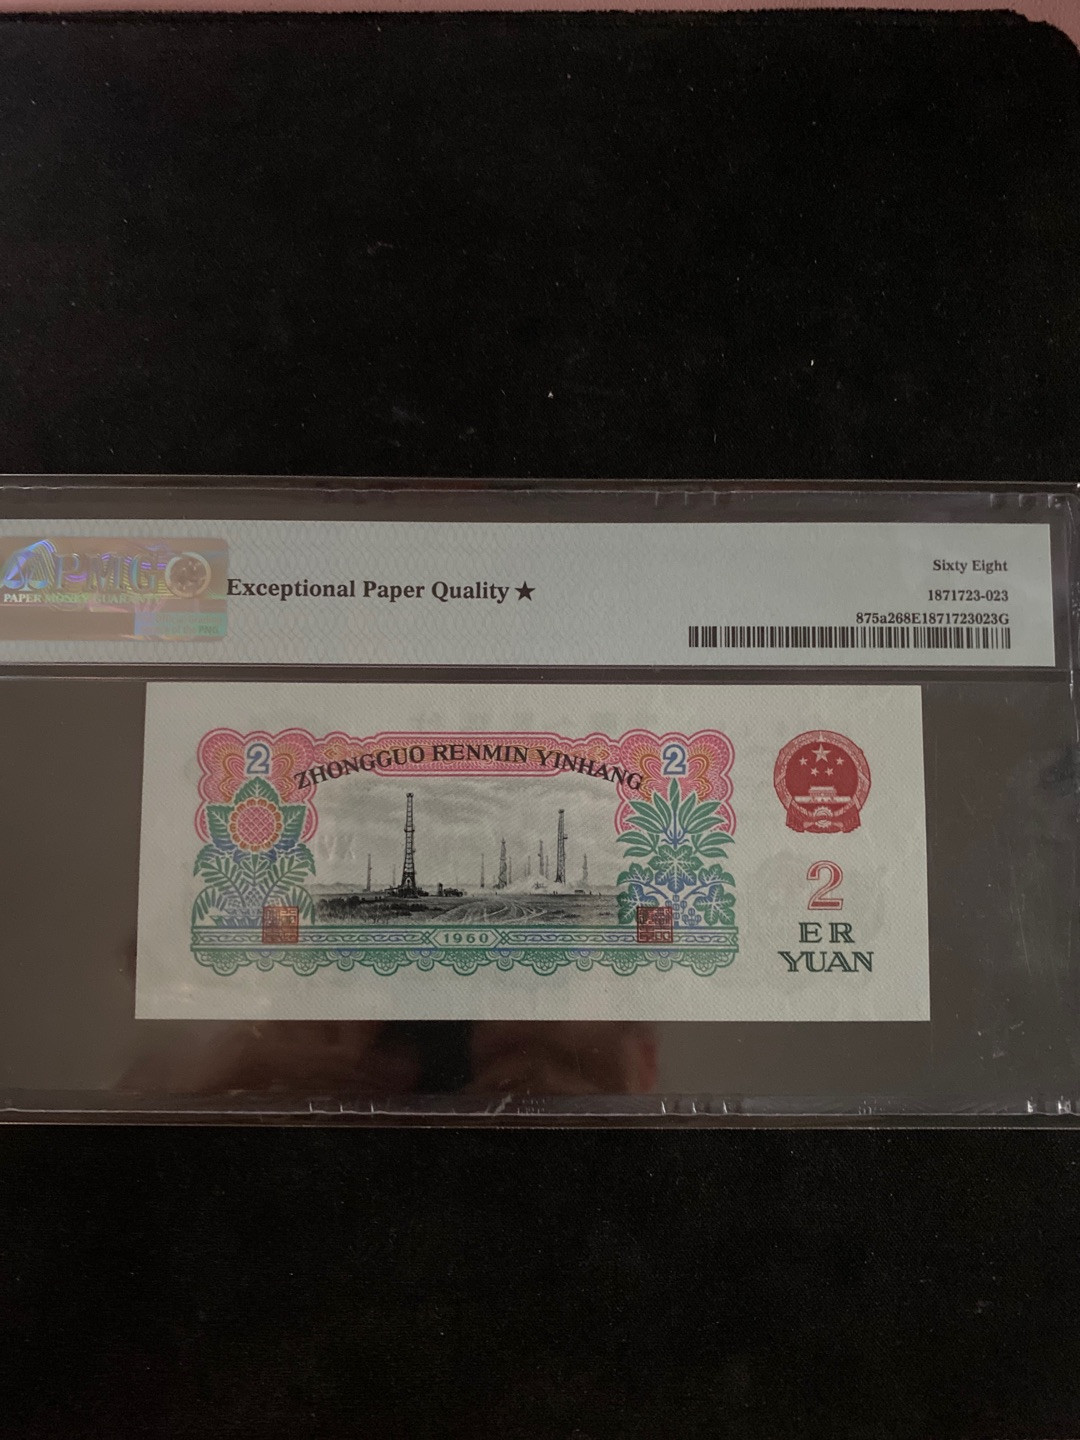 PMG
PAPER MONEY GUARANTY
Exceptional Paper Quality ★
Sixty Eight
1871723-023
875a268E1871723023G
2
ZHONGGUO RENMIN YINHANG
2
1960
2
ER
YUAN